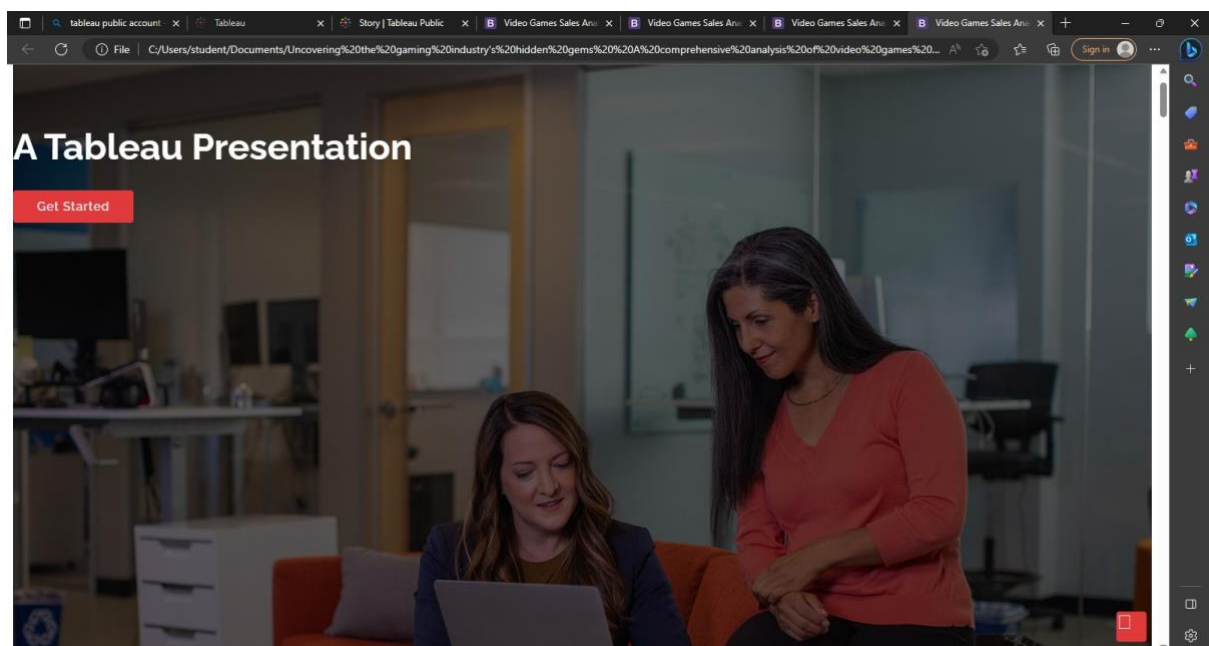 tableau public account -
Tableau
Story | Tableau Public
B Video Games Sales Ana
B Video Games Sales Ana
B Video Games Sales Ana
B Video Games Sales Ana
File
C:/Users/student/Documents/Uncovering%20the%20gaming%20industry's%20hidden%20gems%20%20A%20comprehensive%20analysis%20of%20video%20games%20...
Sign in
A Tableau Presentation
Get Started